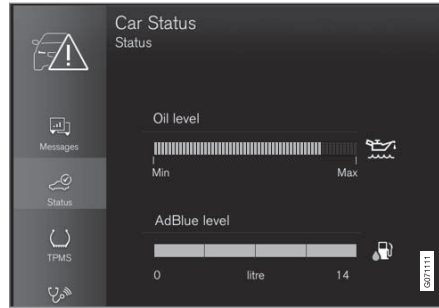 Car Status
Status
Messages
Status
TPMS
Oil level
Min Max
AdBlue level
0 litre 14
G071111